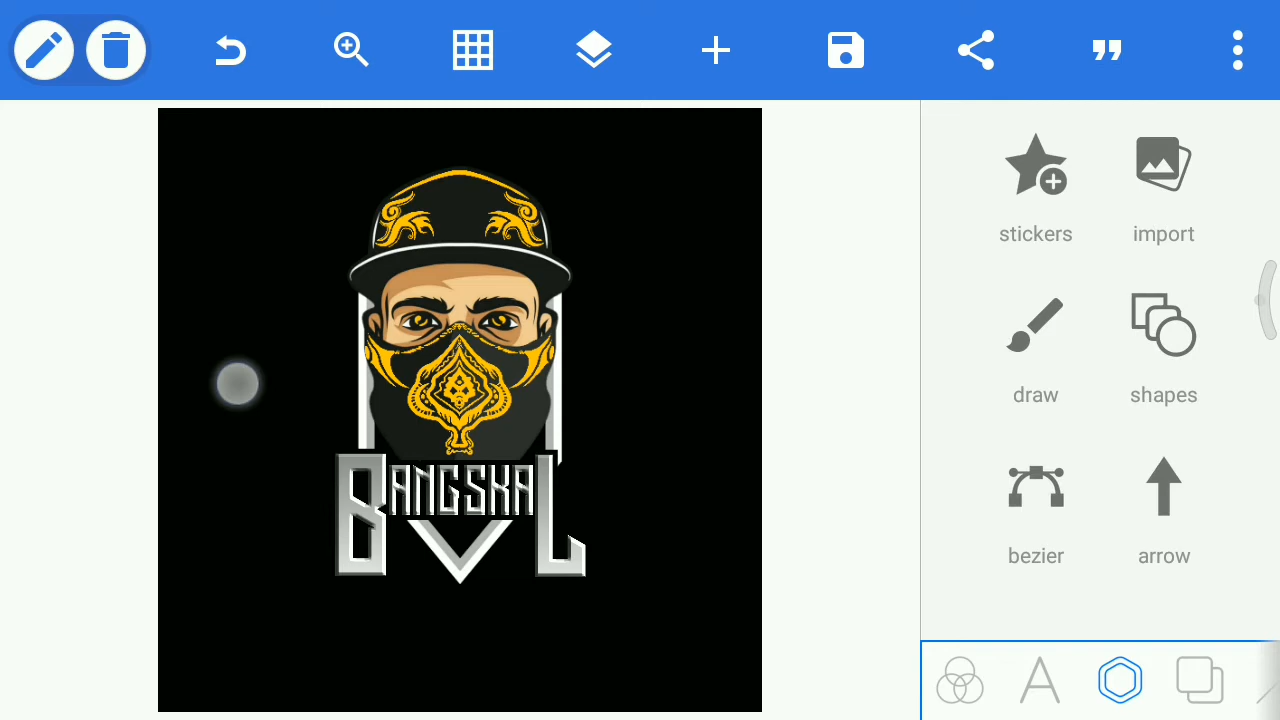 stickers
import
draw
shapes
BANGSKAL
bezier
arrow